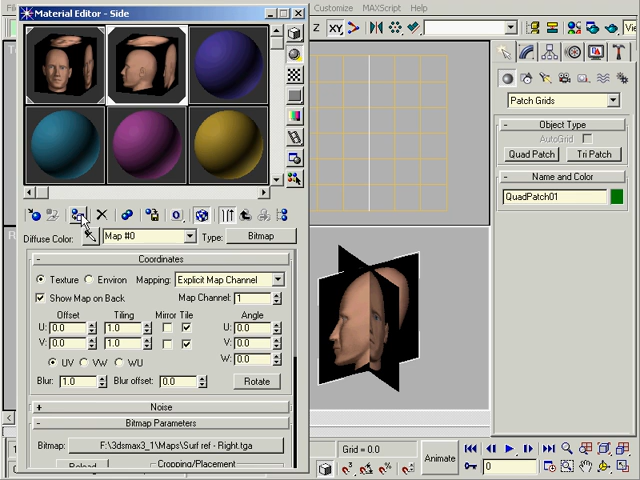 Material Editor - Side
Customize MAXScript Help
Z XY
Patch Grids
- Object Type
AutoGrid
Quad Patch Tri Patch
- Name and Color
QuadPatch01
Diffuse Color: Map #0 Type: Bitmap
- Coordinates
Texture Environ Mapping: Explicit Map Channel
Show Map on Back Map Channel: 1
Offset Tiling Mirror Tile Angle
U: 0.0 1.0 U: 0.0
V: 0.0 1.0 V: 0.0
W: 0.0
UV VW WU
Blur: 1.0 Blur offset: 0.0 Rotate
+ Noise
- Bitmap Parameters
Bitmap: F:\3dsmax3_1\Maps\Surf ref - Right.tga
Reload Cropping/Placement
Grid = 0.0
Animate
0